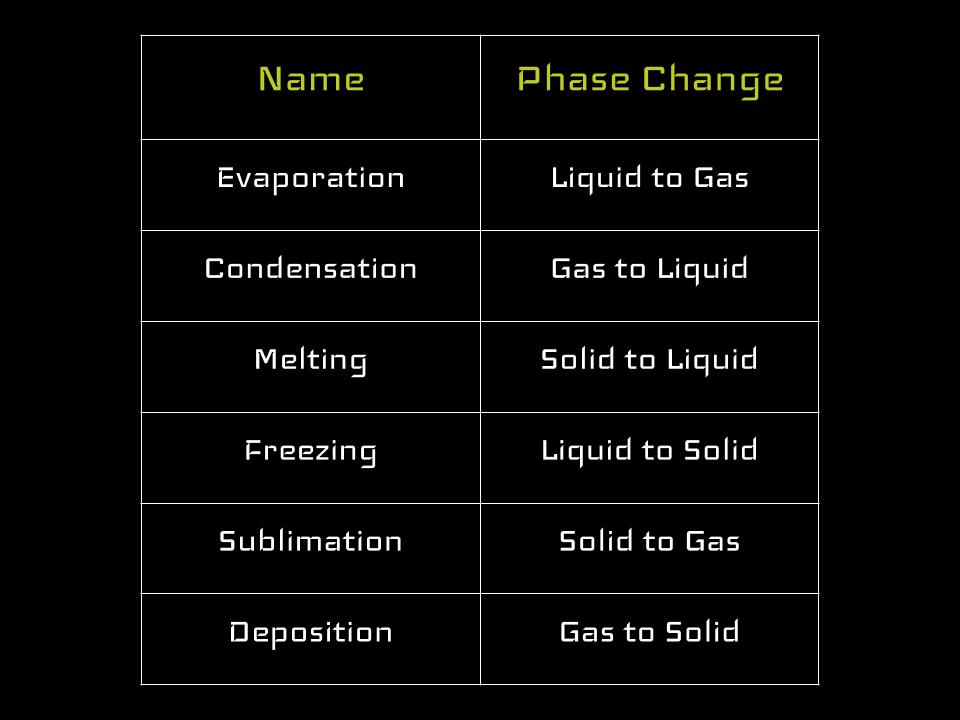 Name Phase Change
Evaporation Liquid to Gas
Condensation Gas to Liquid
Melting Solid to Liquid
Freezing Liquid to Solid
Sublimation Solid to Gas
Deposition Gas to Solid